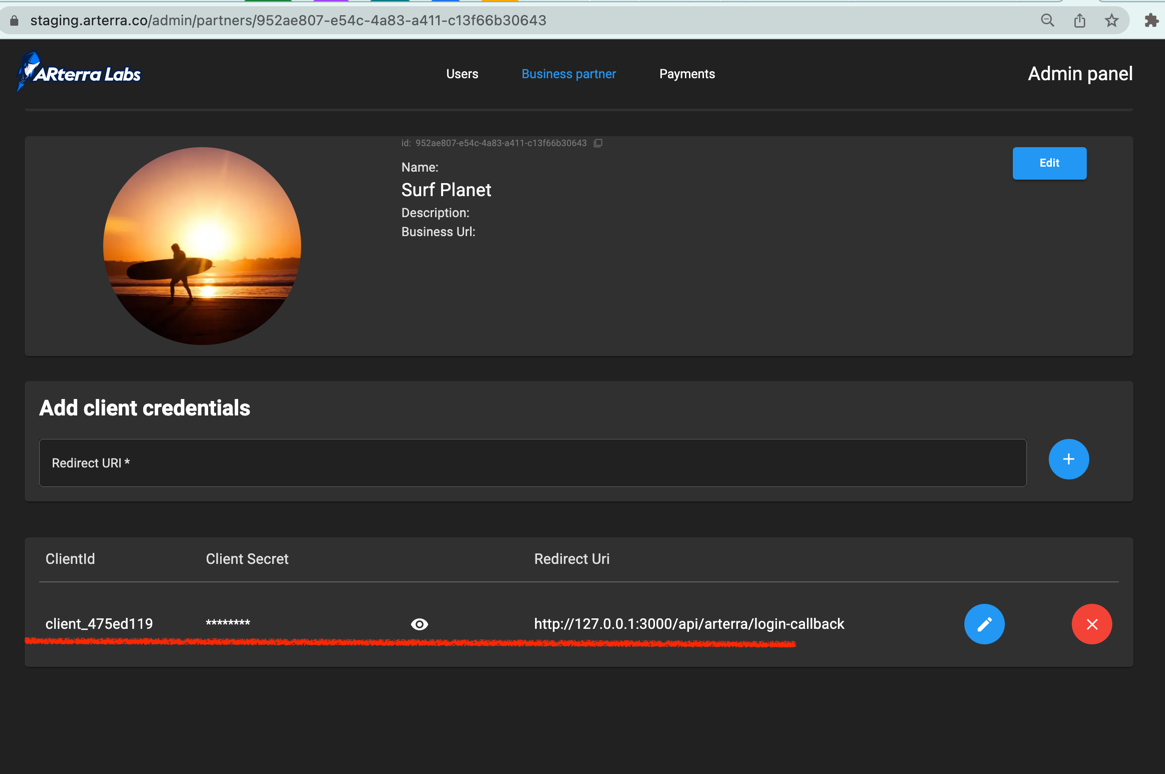 staging.arterra.co/admin/partners/952ae807-e54c-4a83-a411-c13f66b30643
ARterra Labs
Users
Business partner
Payments
Admin panel
id: 952ae807-e54c-4a83-a411-c13f66b30643
Name:
Surf Planet
Description:
Business Url:
Edit
Add client credentials
Redirect URI *
+
ClientId Client Secret Redirect Uri
client_475ed119 ******** http://127.0.0.1:3000/api/arterra/login-callback